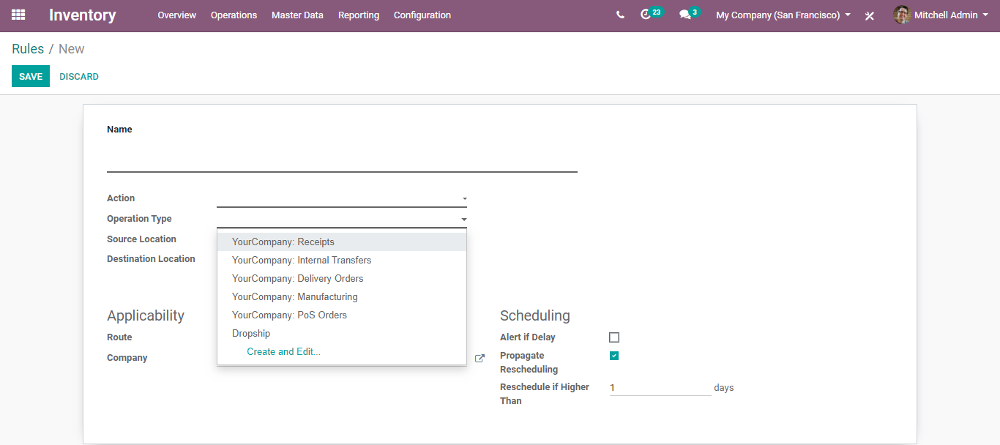 Inventory Overview Operations Master Data Reporting Configuration 23 3 My Company (San Francisco) Mitchell Admin
Rules / New
SAVE DISCARD
Name
Action
Operation Type
Source Location
Destination Location
YourCompany: Receipts
YourCompany: Internal Transfers
YourCompany: Delivery Orders
YourCompany: Manufacturing
YourCompany: PoS Orders
Dropship
Create and Edit...
Applicability
Route
Company
Scheduling
Alert if Delay
Propagate
Rescheduling
Reschedule if Higher
Than
1 days